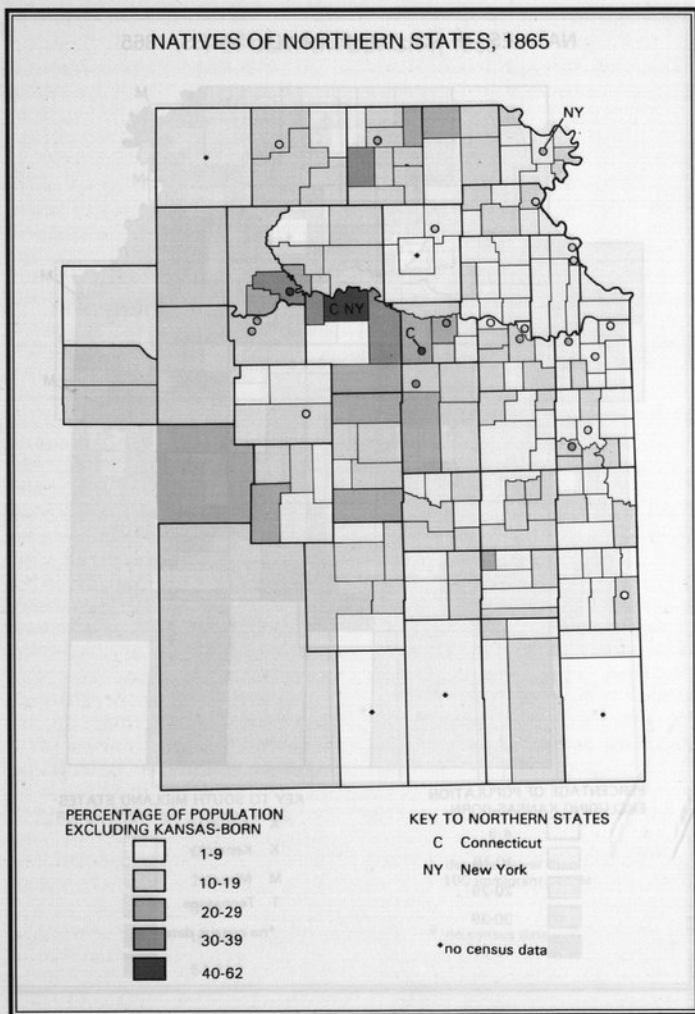 NATIVES OF NORTHERN STATES, 1865
NY
C NY
C
PERCENTAGE OF POPULATION
EXCLUDING KANSAS-BORN
1-9
10-19
20-29
30-39
40-62
KEY TO NORTHERN STATES
C Connecticut
NY New York
*no census data